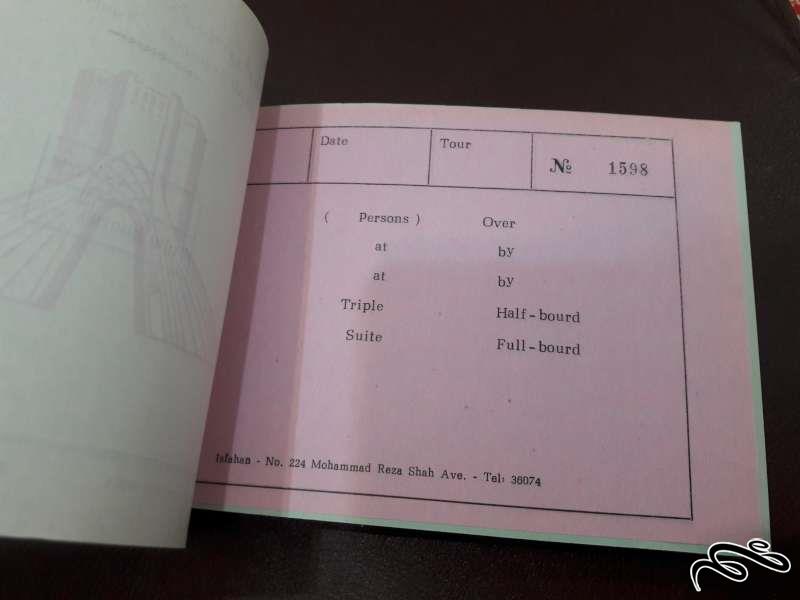 Date Tour № 1598
( Persons ) Over
at by
at by
Triple Half-bourd
Suite Full-bourd
Isfahan - No. 224 Mohammad Reza Shah Ave. - Tel: 36074